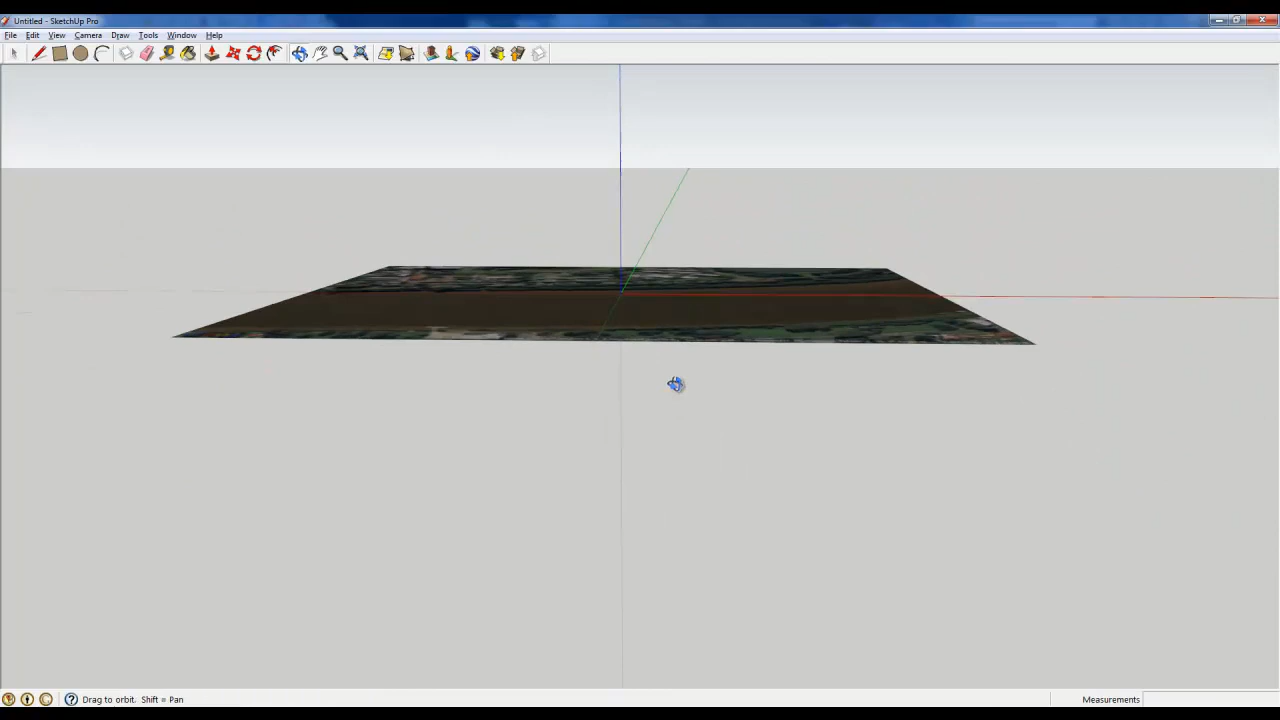 Untitled - SketchUp Pro
File Edit View Camera Draw Tools Window Help
Drag to orbit. Shift = Pan Measurements